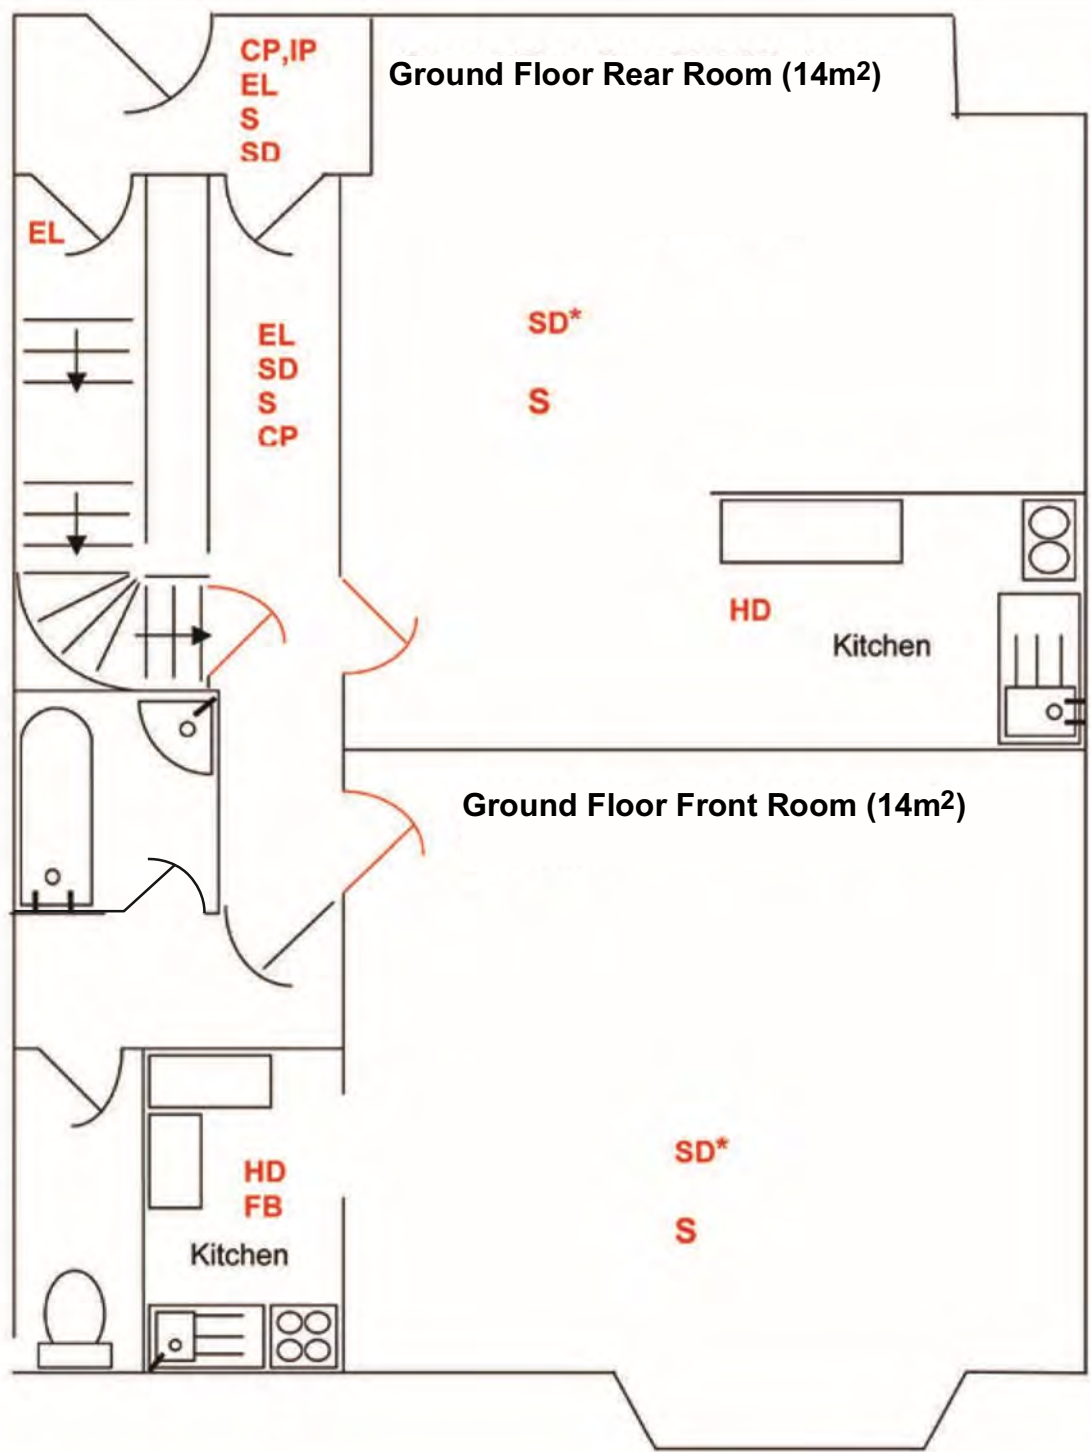 CP,IP
EL
S
SD
Ground Floor Rear Room (14m2)
EL
EL
SD
S
CP
SD*
S
HD
Kitchen
Ground Floor Front Room (14m2)
SD*
S
HD
FB
Kitchen